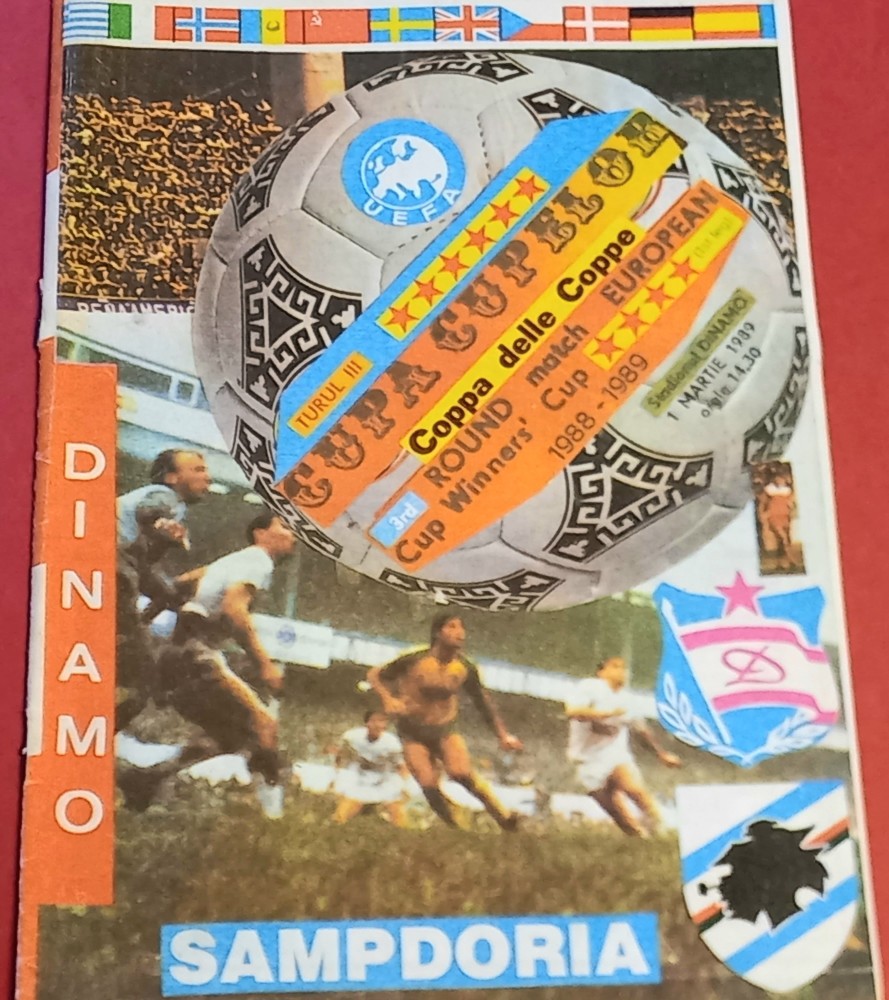 UEFA
TURUL III
CUPA CUPELOR
Coppa delle Coppe
3rd ROUND match EUROPEAN
Cup Winners' Cup
1988 - 1989
Stadionul DINAMO
1 MARTIE 1989
orele 14,30
DINAMO
D
SAMPDORIA